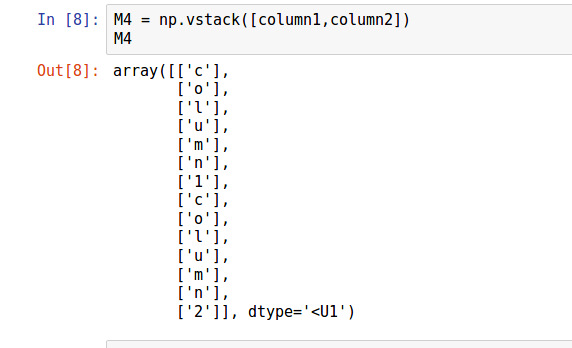 In [8]: M4 = np.vstack([column1,column2])
M4
Out[8]: array([['c'],
['o'],
['l'],
['u'],
['m'],
['n'],
['1'],
['c'],
['o'],
['l'],
['u'],
['m'],
['n'],
['2']], dtype='<U1')